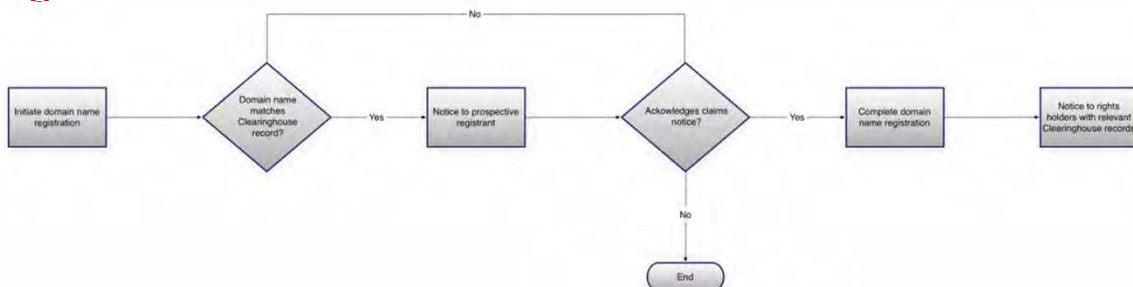 No
Initiate domain name
registration
Domain name
matches
Clearinghouse
record?
Yes
Notice to prospective
registrant
Ackowledges claims
notice?
Yes
Complete domain
name registration
Notice to rights
holders with relevant
Clearinghouse records
No
End